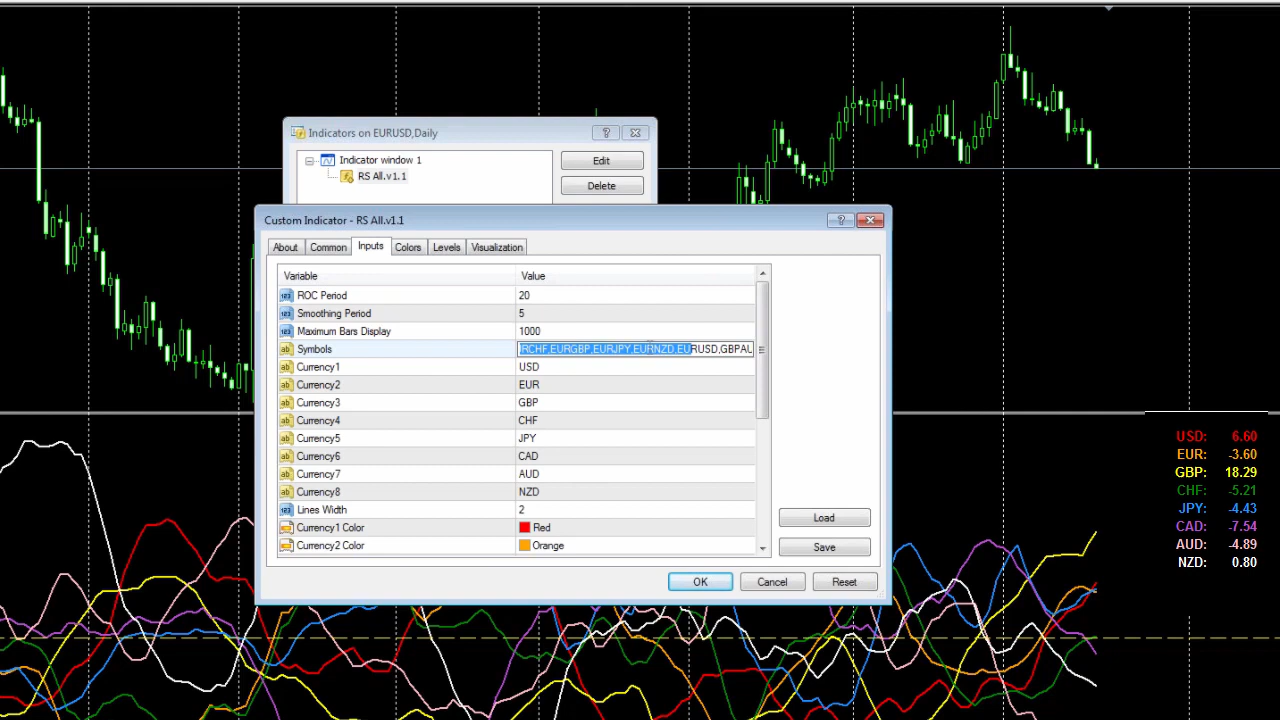 Indicators on EURUSD,Daily
Indicator window 1
RS All.v1.1
Edit
Delete
Custom Indicator - RS All.v1.1
About Common Inputs Colors Levels Visualization
Variable Value
ROC Period 20
Smoothing Period 5
Maximum Bars Display 1000
Symbols RCHF,EURGBP,EURJPY,EURNZD,EURUSD,GBPAU
Currency1 USD
Currency2 EUR
Currency3 GBP
Currency4 CHF
Currency5 JPY
Currency6 CAD
Currency7 AUD
Currency8 NZD
Lines Width 2
Currency1 Color Red
Currency2 Color Orange
Load
Save
OK Cancel Reset
USD: 6.60
EUR: -3.60
GBP: 18.29
CHF: -5.21
JPY: -4.43
CAD: -7.54
AUD: -4.89
NZD: 0.80